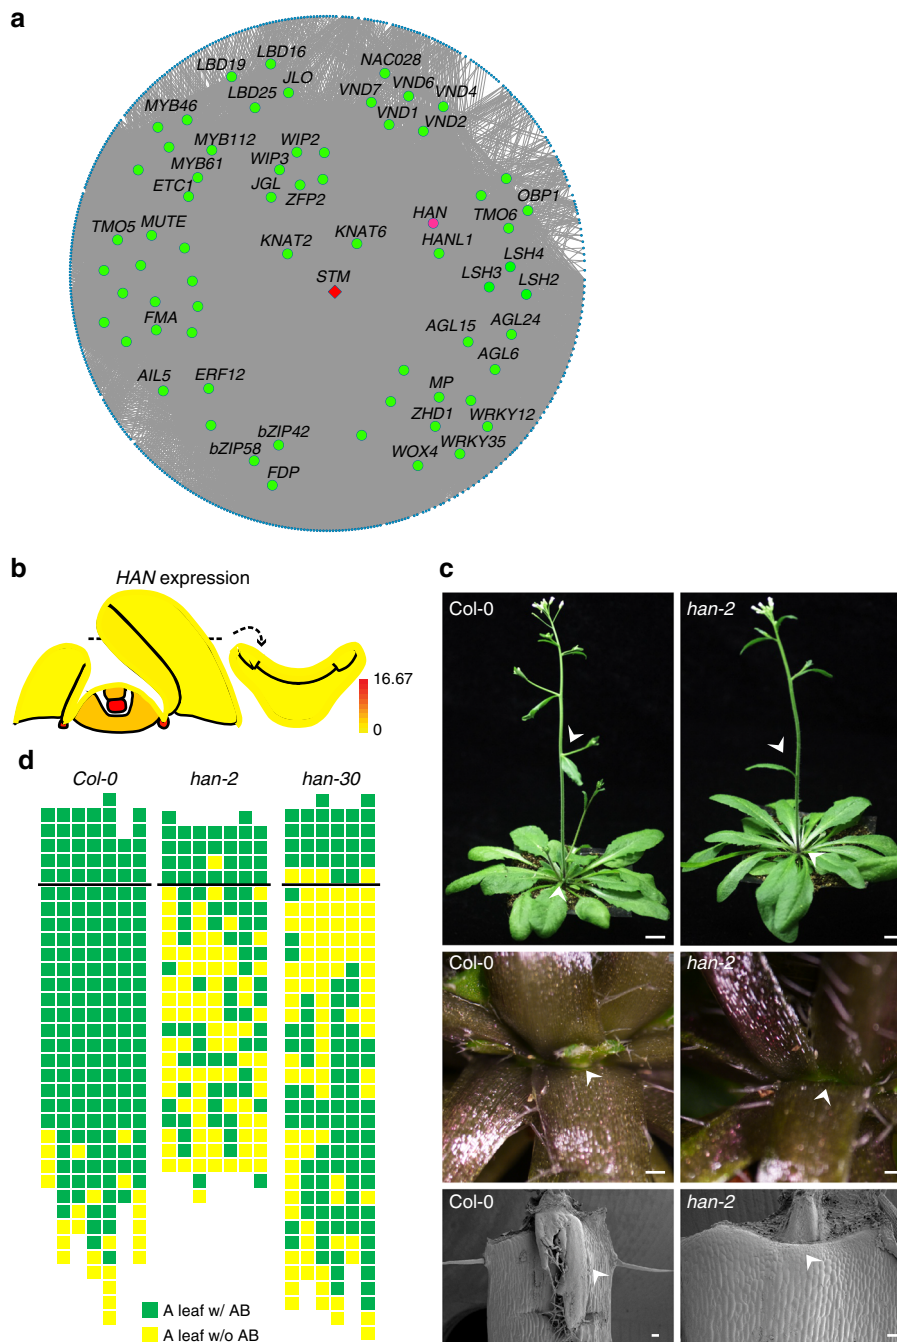 a
LBD16
LBD19
JLO
LBD25
NAC028
VND6
VND7
VND4
VND1
VND2
MYB46
MYB112
WIP2
MYB61
WIP3
ETC1
JGL
ZFP2
OBP1
HAN
TMO6
TMO5
MUTE
KNAT2
KNAT6
HANL1
LSH4
LSH3
LSH2
STM
FMA
AGL15
AGL24
AGL6
AIL5
ERF12
MP
ZHD1
WRKY12
bZIP42
bZIP58
WRKY35
WOX4
FDP
b
HAN expression
16.67
0
c
Col-0
han-2
Col-0
han-2
Col-0
han-2
d
Col-0
han-2
han-30
A leaf w/ AB
A leaf w/o AB